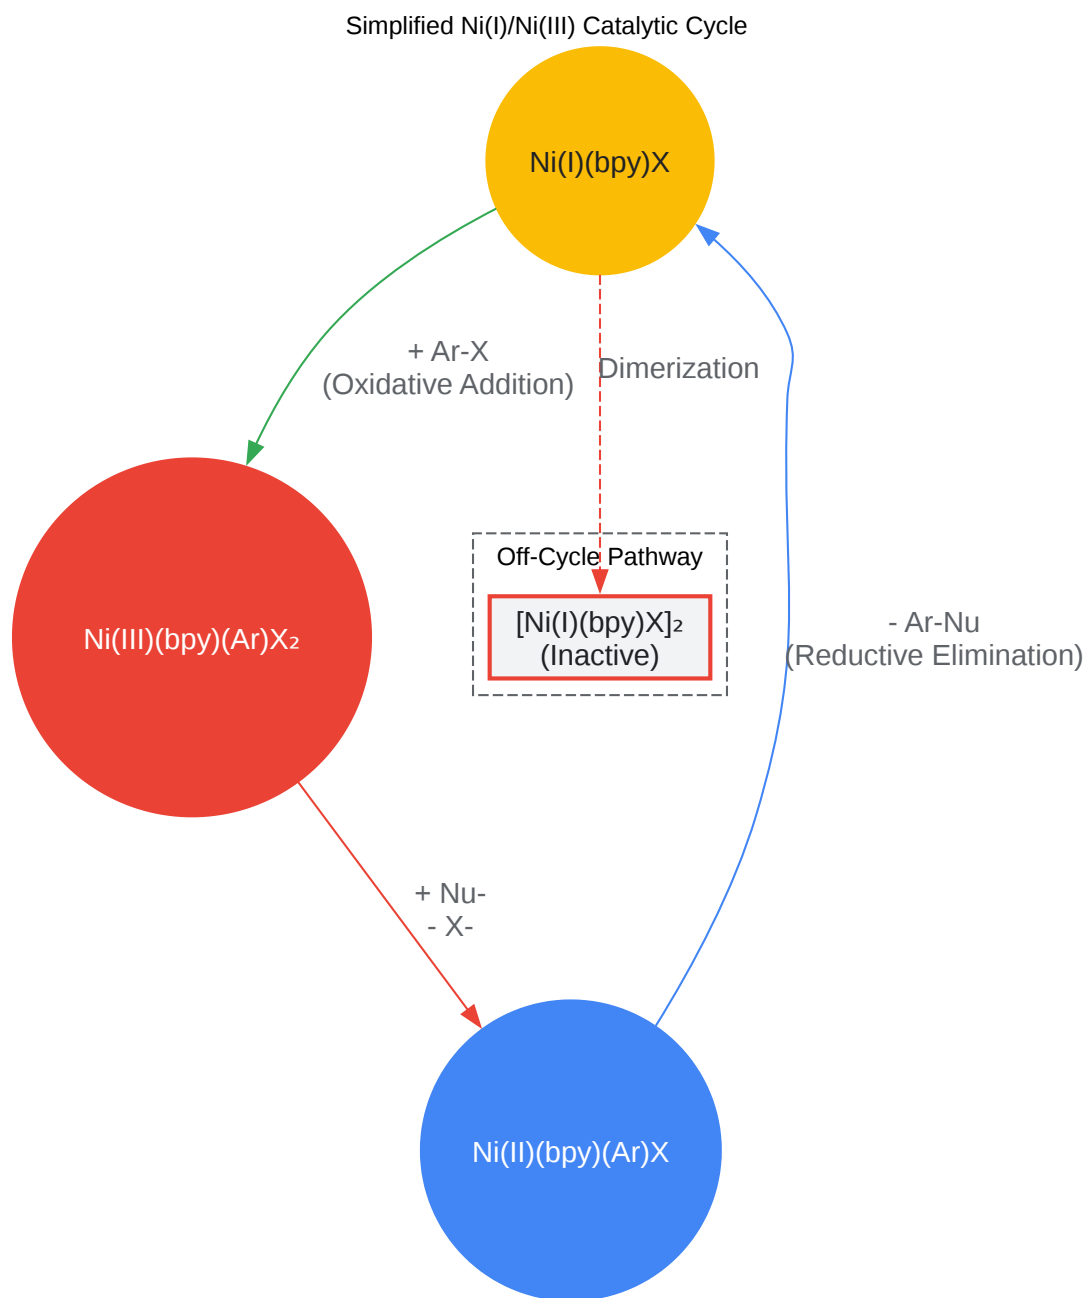 Simplified Ni(I)/Ni(III) Catalytic Cycle
Ni(I)(bpy)X
+ Ar-X
(Oxidative Addition)
Dimerization
Off-Cycle Pathway
[Ni(I)(bpy)X]₂
(Inactive)
Ni(III)(bpy)(Ar)X₂
- Ar-Nu
(Reductive Elimination)
+ Nu-
- X-
Ni(II)(bpy)(Ar)X